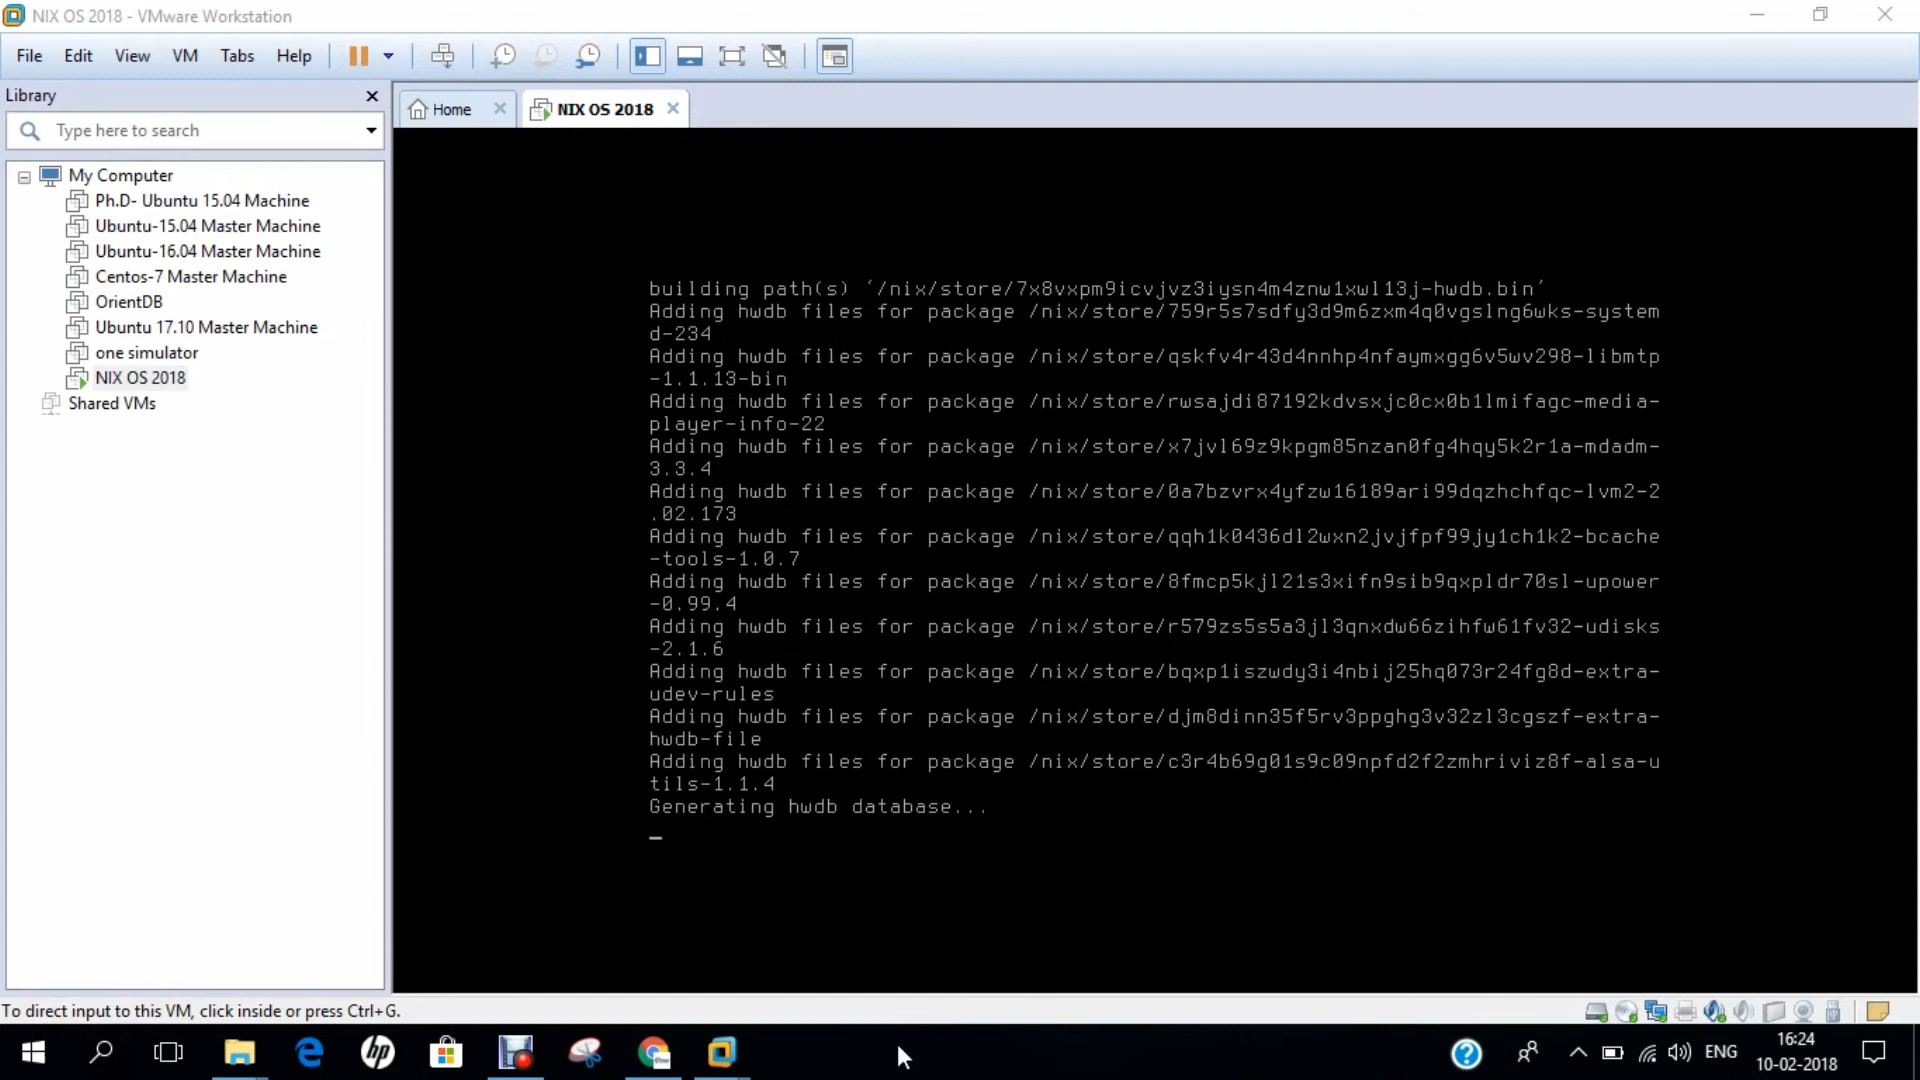 NIX OS 2018 - VMware Workstation
File Edit View VM Tabs Help
Library
Type here to search
Home
NIX OS 2018
My Computer
Ph.D- Ubuntu 15.04 Machine
Ubuntu-15.04 Master Machine
Ubuntu-16.04 Master Machine
Centos-7 Master Machine
OrientDB
Ubuntu 17.10 Master Machine
one simulator
NIX OS 2018
Shared VMs
building path(s) ‘/nix/store/7x8vxpm9icvjvz3iysn4m4znw1xwl13j-hwdb.bin’
Adding hwdb files for package /nix/store/759r5s7sdfy3d9m6zxm4q0vgslng6wks-system
d-234
Adding hwdb files for package /nix/store/qskfv4r43d4nnhp4nfaymxgg6v5wv298-libmtp
-1.1.13-bin
Adding hwdb files for package /nix/store/rwsajdi87192kdvsxjc0cx0b1lmifagc-media-
player-info-22
Adding hwdb files for package /nix/store/x7jvl69z9kpgm85nzan0fg4hqy5k2r1a-mdadm-
3.3.4
Adding hwdb files for package /nix/store/0a7bzvrx4yfzw16189ari99dqzhchfqc-lvm2-2
.02.173
Adding hwdb files for package /nix/store/qqh1k0436dl2wxn2jvjfpf99jy1ch1k2-bcache
-tools-1.0.7
Adding hwdb files for package /nix/store/8fmcp5kjl21s3xifn9sib9qxpldr70sl-upower
-0.99.4
Adding hwdb files for package /nix/store/r579zs5s5a3jl3qnxdw66zihfw61fv32-udisks
-2.1.6
Adding hwdb files for package /nix/store/bqxp1iszwdy3i4nbij25hq073r24fg8d-extra-
udev-rules
Adding hwdb files for package /nix/store/djm8dinn35f5rv3ppghg3v32zl3cgszf-extra-
hwdb-file
Adding hwdb files for package /nix/store/c3r4b69g01s9c09npfd2f2zmhriviz8f-alsa-u
tils-1.1.4
Generating hwdb database...
To direct input to this VM, click inside or press Ctrl+G.
hp
ENG
16:24
10-02-2018